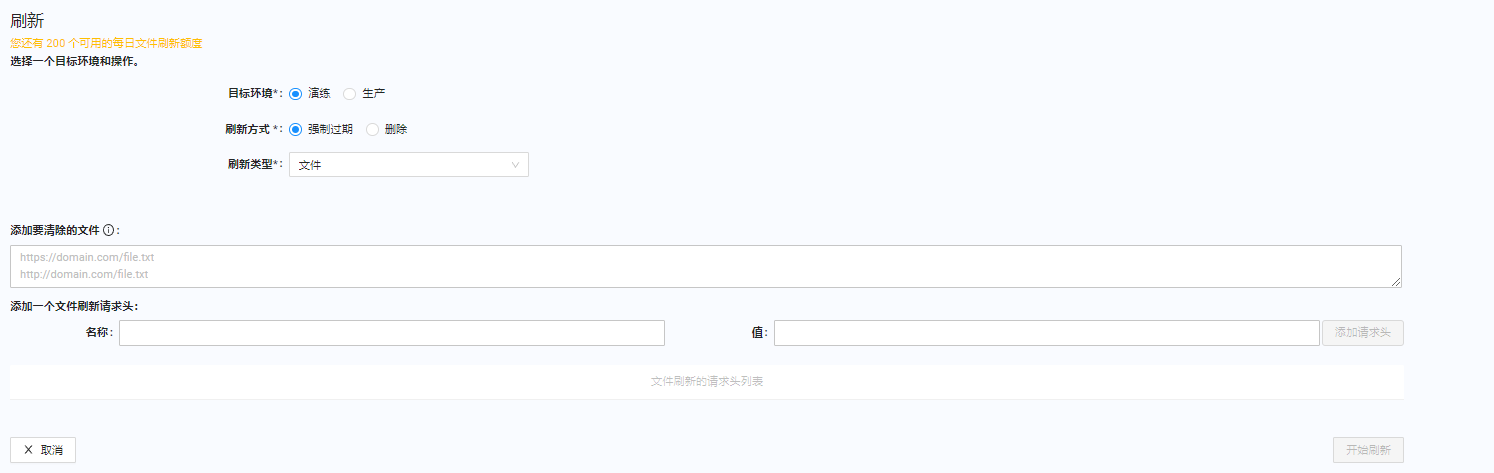 刷新
您还有 200 个可用的每日文件刷新额度
选择一个目标环境和操作。
目标环境*: 演练 生产
刷新方式 *: 强制过期 删除
刷新类型*: 文件
添加要清除的文件 :
https://domain.com/file.txt
http://domain.com/file.txt
添加一个文件刷新请求头:
名称: 值: 添加请求头
文件刷新的请求头列表
取消 开始刷新